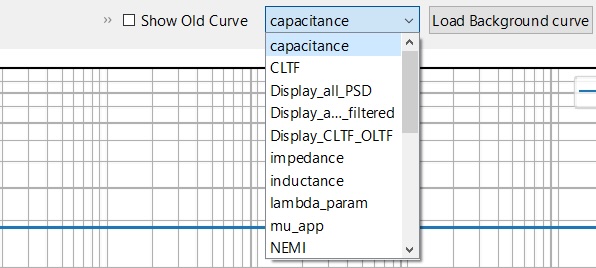 » Show Old Curve capacitance Load Background curve
capacitance
CLTF
Display_all_PSD
Display_a..._filtered
Display_CLTF_OLTF
impedance
inductance
lambda_param
mu_app
NEMI